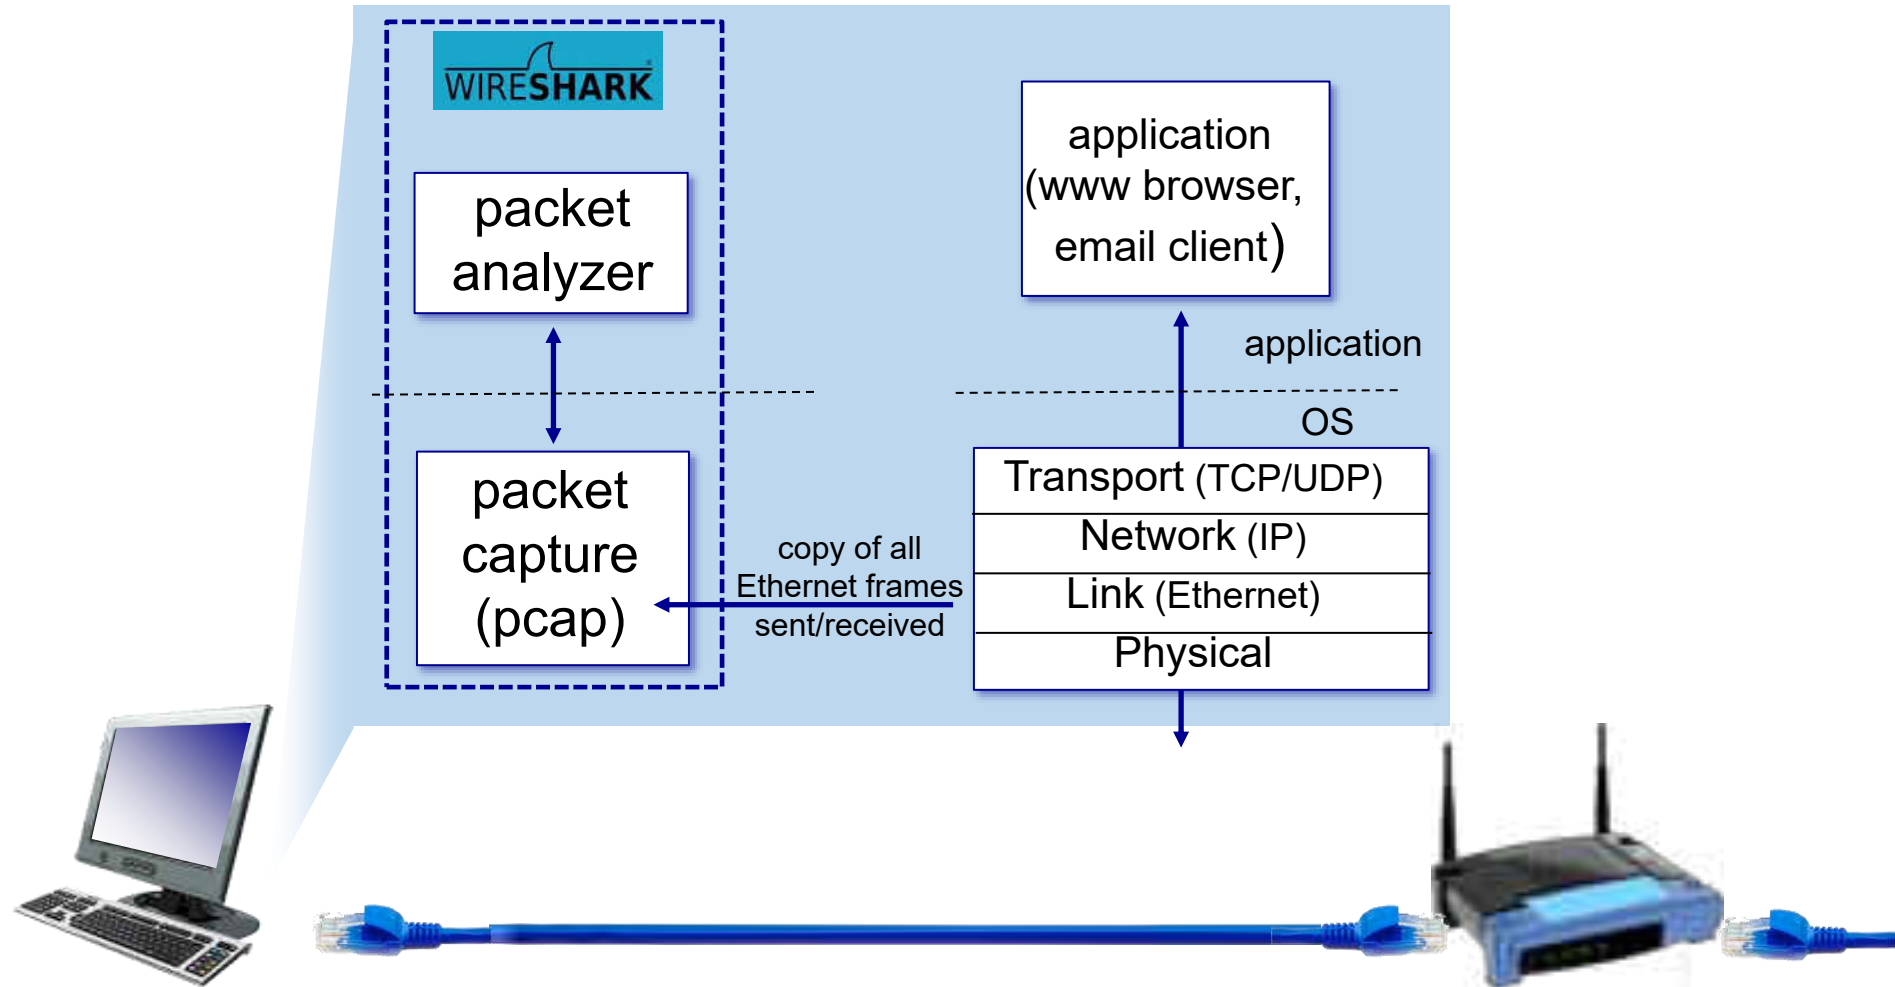 WIRESHARK
packet
analyzer
application
(www browser,
email client)
application
OS
packet
capture
(pcap)
copy of all
Ethernet frames
sent/received
Transport (TCP/UDP)
Network (IP)
Link (Ethernet)
Physical